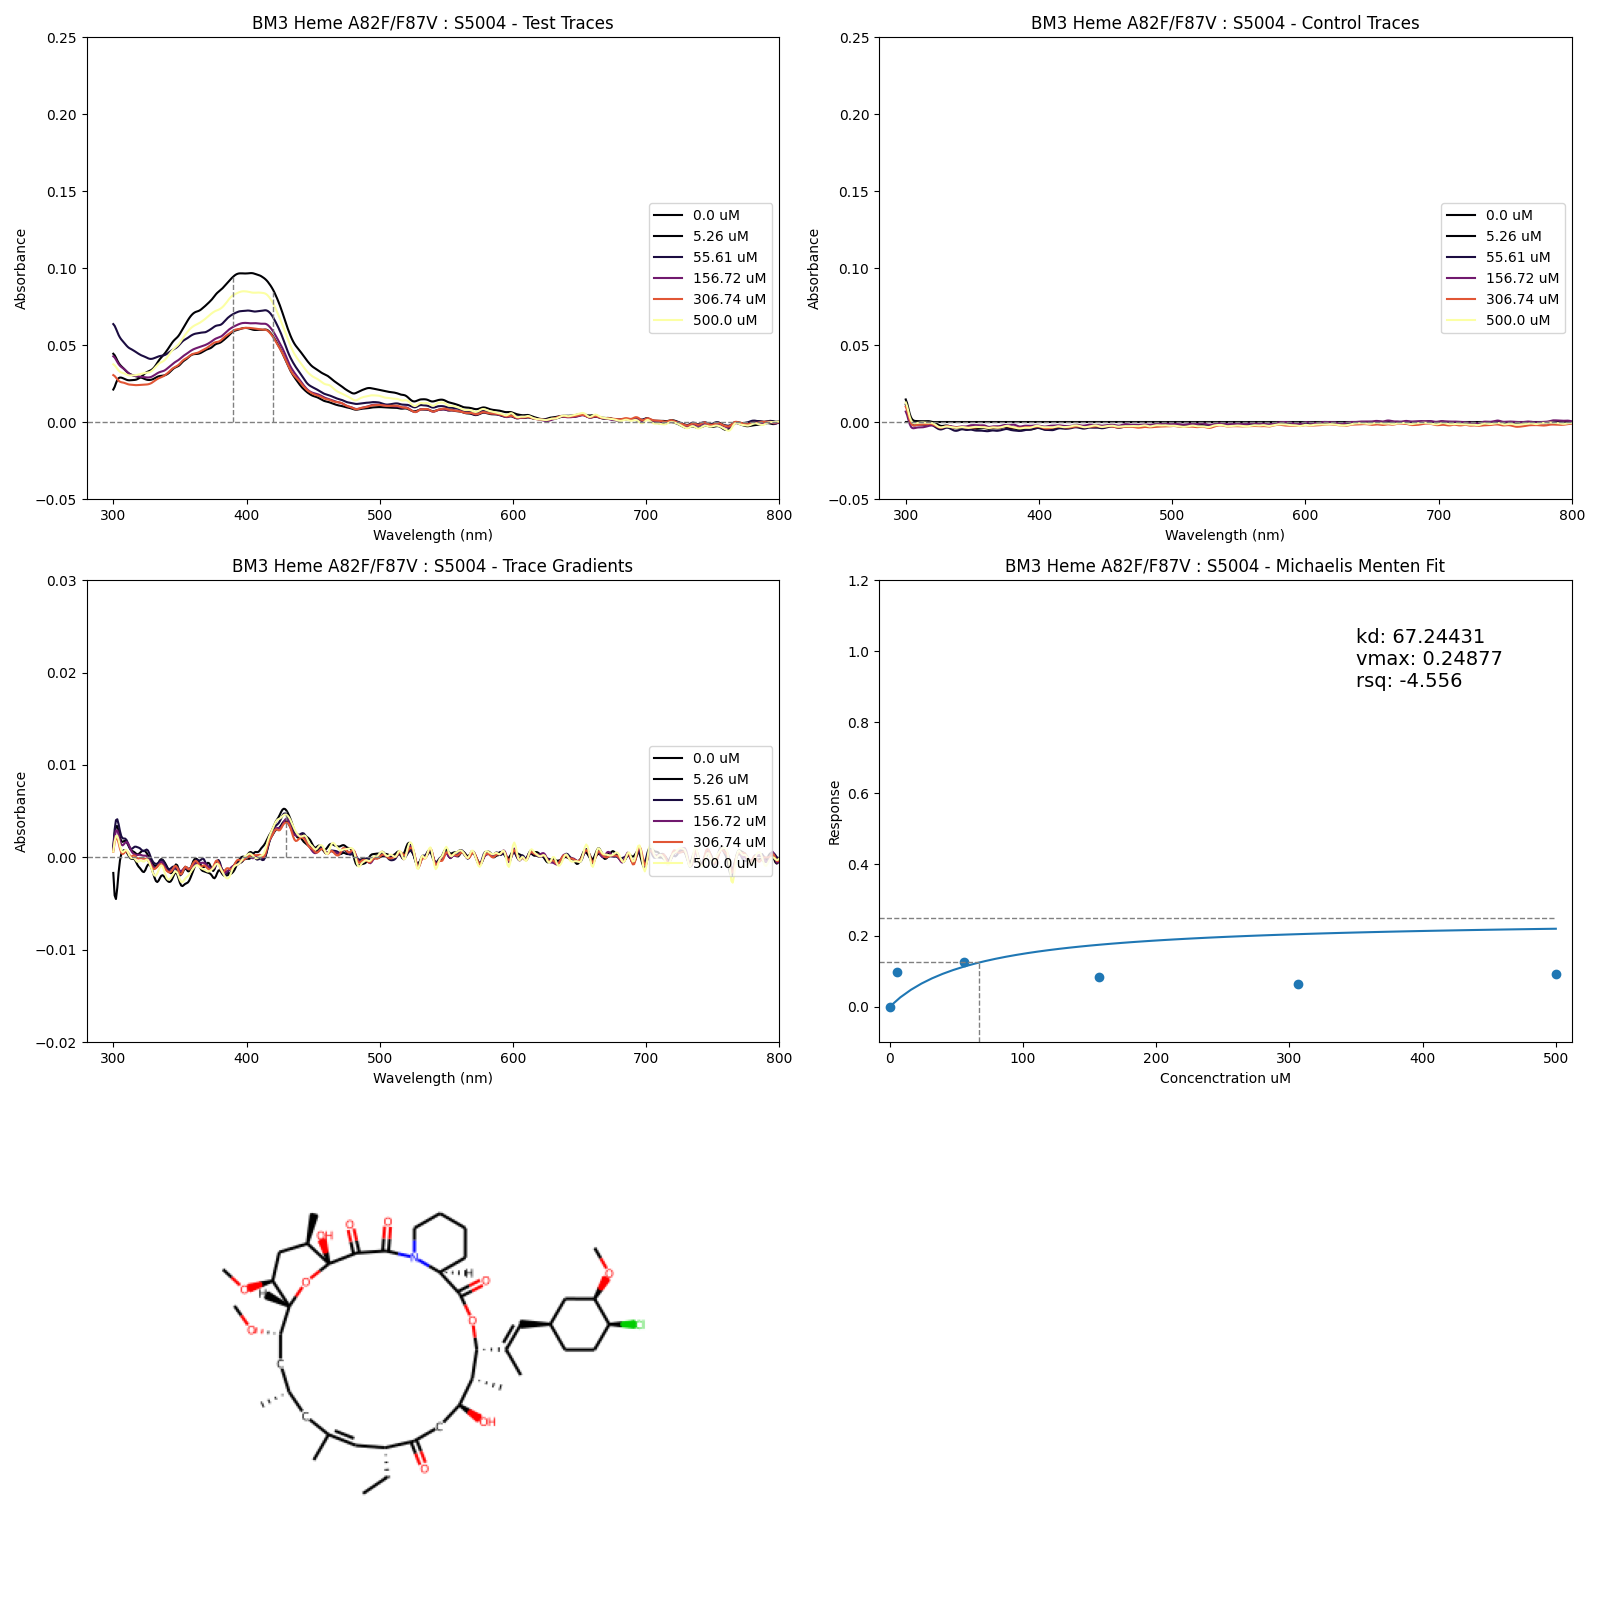 BM3 Heme A82F/F87V : S5004 - Test Traces
0.25
0.20
0.15
0.10
0.05
0.00
−0.05
Absorbance
300
400
500
600
700
800
Wavelength (nm)
0.0 uM
5.26 uM
55.61 uM
156.72 uM
306.74 uM
500.0 uM
BM3 Heme A82F/F87V : S5004 - Control Traces
0.25
0.20
0.15
0.10
0.05
0.00
−0.05
Absorbance
300
400
500
600
700
800
Wavelength (nm)
0.0 uM
5.26 uM
55.61 uM
156.72 uM
306.74 uM
500.0 uM
BM3 Heme A82F/F87V : S5004 - Trace Gradients
0.03
0.02
0.01
0.00
−0.01
−0.02
Absorbance
300
400
500
600
700
800
Wavelength (nm)
0.0 uM
5.26 uM
55.61 uM
156.72 uM
306.74 uM
500.0 uM
BM3 Heme A82F/F87V : S5004 - Michaelis Menten Fit
1.2
1.0
0.8
0.6
0.4
0.2
0.0
Response
kd: 67.24431
vmax: 0.24877
rsq: -4.556
0
100
200
300
400
500
Concenctration uM
O
O
OH
N
H
O
O
O
O
O
H
O
O
Cl
C
C
C
OH
O